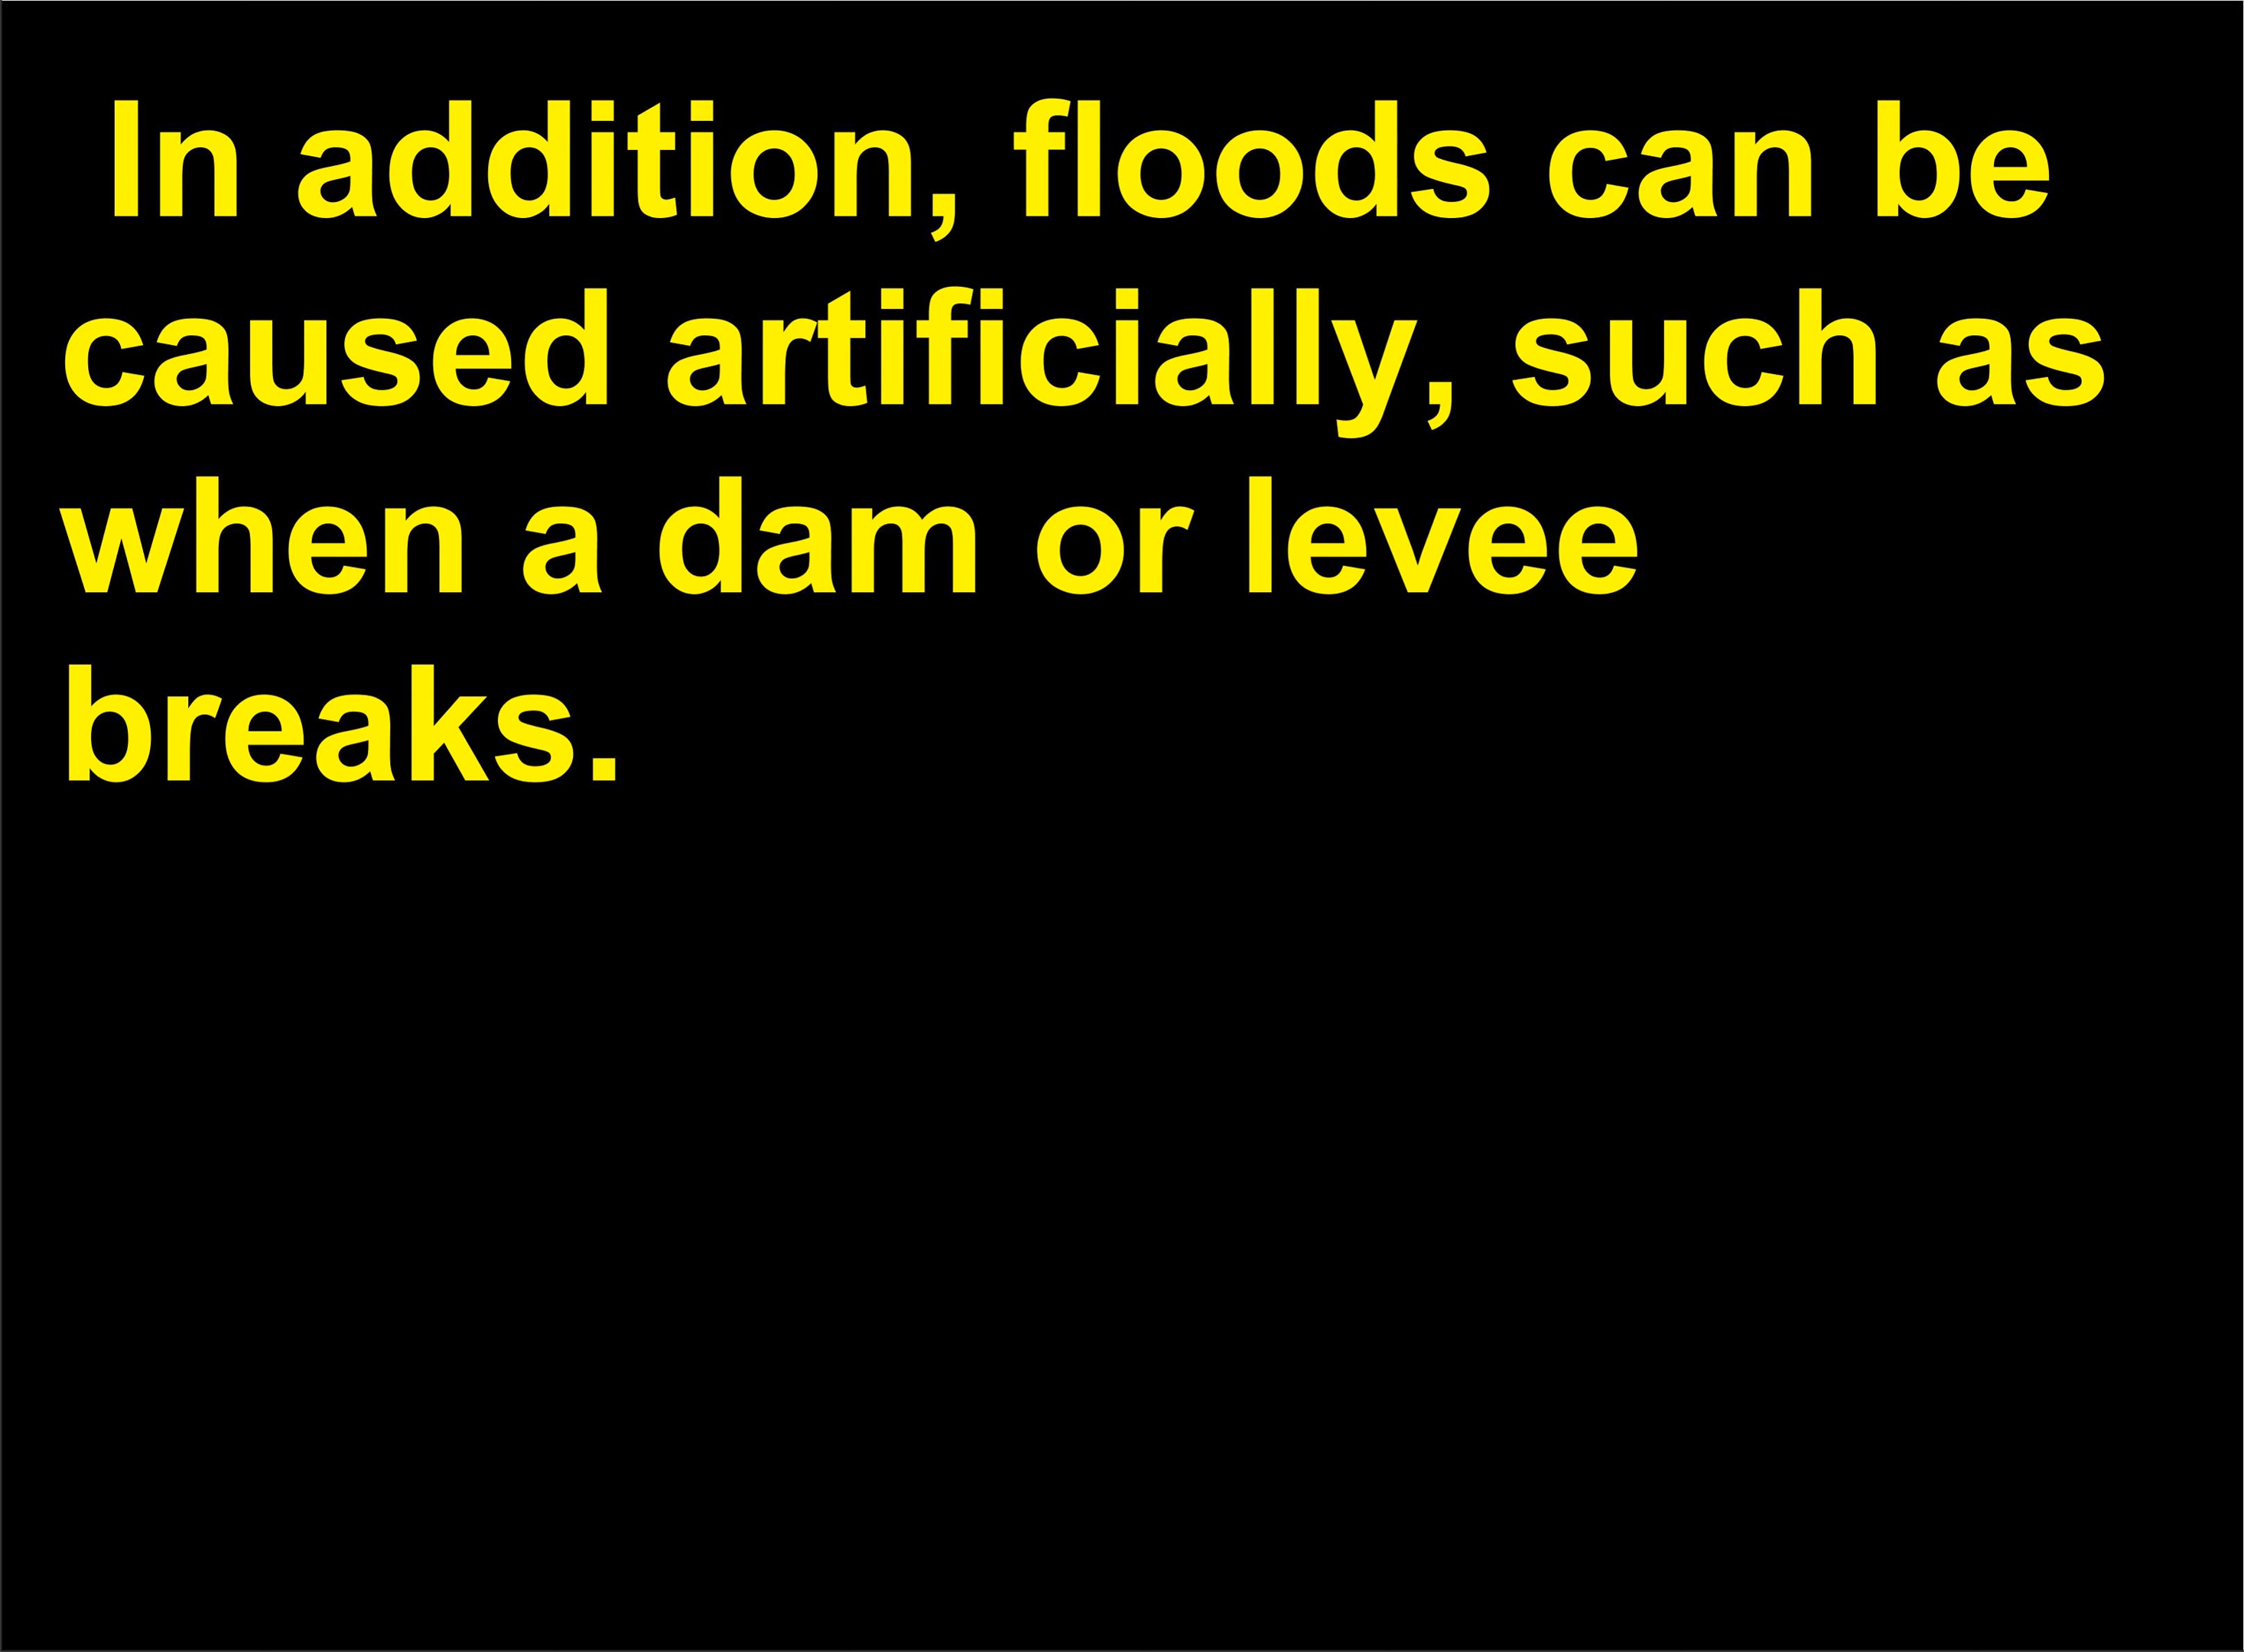 In addition, floods can be
caused artificially, such as
when a dam or levee
breaks.